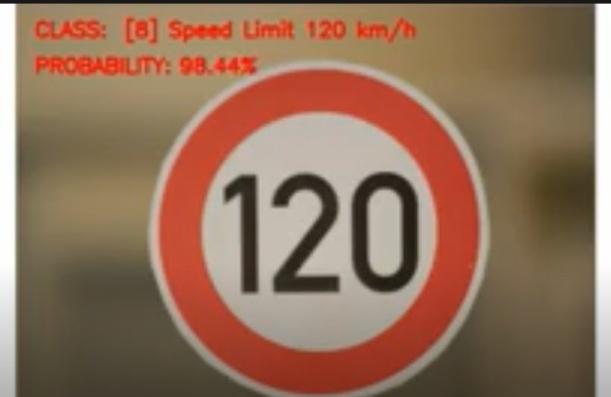 CLASS: [8] Speed Limit 120 km/h
PROBABILITY: 98.44%
120